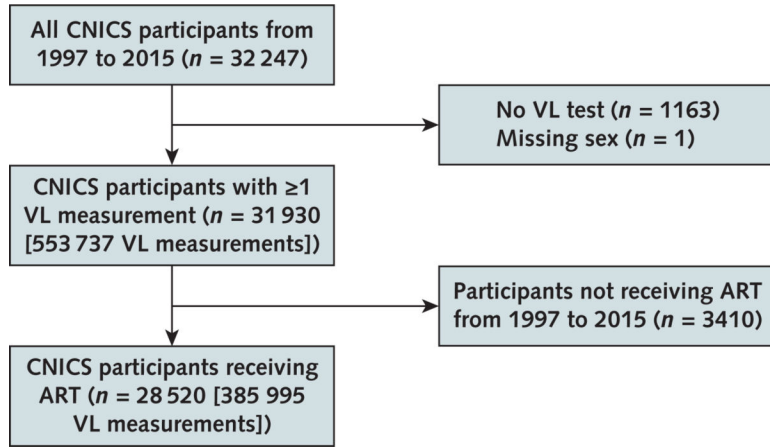 All CNICS participants from
1997 to 2015 (n = 32 247)
No VL test (n = 1163)
Missing sex (n = 1)
CNICS participants with ≥1
VL measurement (n = 31 930
[553 737 VL measurements])
Participants not receiving ART
from 1997 to 2015 (n = 3410)
CNICS participants receiving
ART (n = 28 520 [385 995
VL measurements])